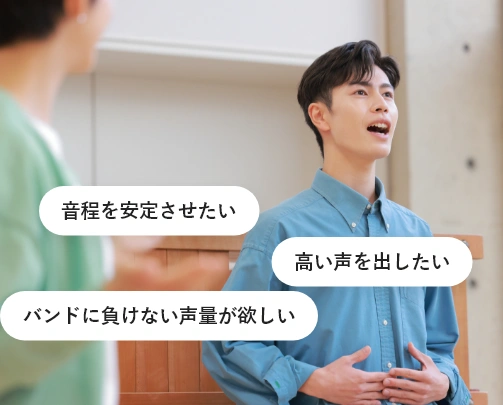 音程を安定させたい
高い声を出したい
バンドに負けない声量が欲しい